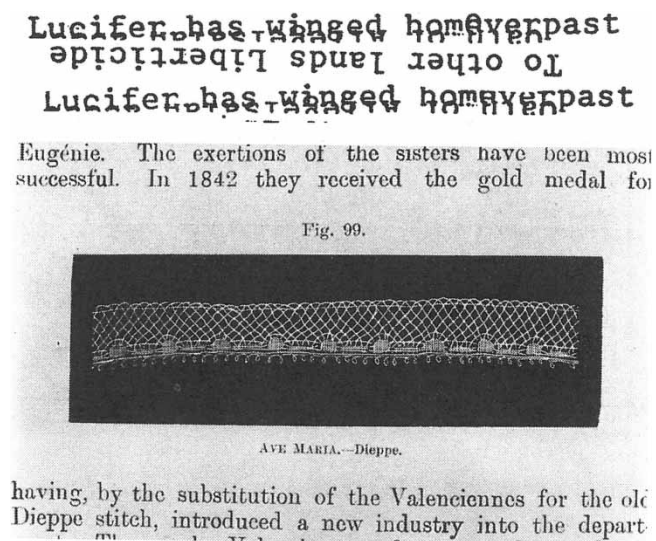 Lucifer has winged
past
To other lands Liberticide
Lucifer has winged
past
Eugénie. The exertions of the sisters have been most
successful. In 1842 they received the gold medal for
Fig. 99.
AVE MARIA.—Dieppe.
having, by the substitution of the Valenciennes for the old
Dieppe stitch, introduced a new industry into the depart-